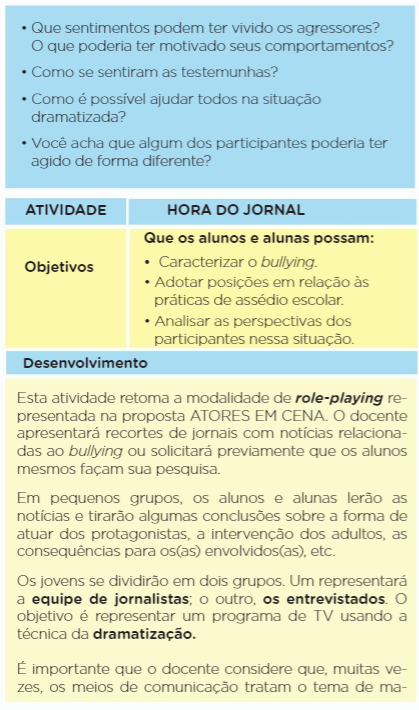 • Que sentimentos podem ter vivido os agressores?
O que poderia ter motivado seus comportamentos?
• Como se sentiram as testemunhas?
• Como é possível ajudar todos na situação
dramatizada?
• Você acha que algum dos participantes poderia ter
agido de forma diferente?
ATIVIDADE HORA DO JORNAL
Objetivos
Que os alunos e alunas possam:
• Caracterizar o bullying.
• Adotar posições em relação às
práticas de assédio escolar.
• Analisar as perspectivas dos
participantes nessa situação.
Desenvolvimento
Esta atividade retoma a modalidade de role-playing re-
presentada na proposta ATORES EM CENA. O docente
apresentará recortes de jornais com notícias relaciona-
das ao bullying ou solicitará previamente que os alunos
mesmos façam sua pesquisa.
Em pequenos grupos, os alunos e alunas lerão as
notícias e tirarão algumas conclusões sobre a forma de
atuar dos protagonistas, a intervenção dos adultos, as
consequências para os(as) envolvidos(as), etc.
Os jovens se dividirão em dois grupos. Um representará
a equipe de jornalistas; o outro, os entrevistados. O
objetivo é representar um programa de TV usando a
técnica da dramatização.
É importante que o docente considere que, muitas ve-
zes, os meios de comunicação tratam o tema de ma-